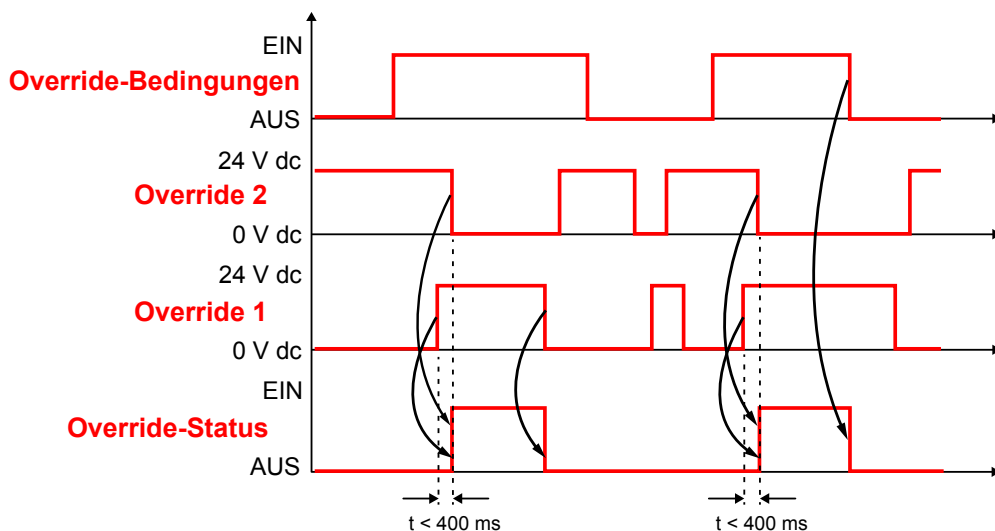 EIN
Override-Bedingungen
AUS
24 V dc
Override 2
0 V dc
24 V dc
Override 1
0 V dc
EIN
Override-Status
AUS
t < 400 ms
t < 400 ms